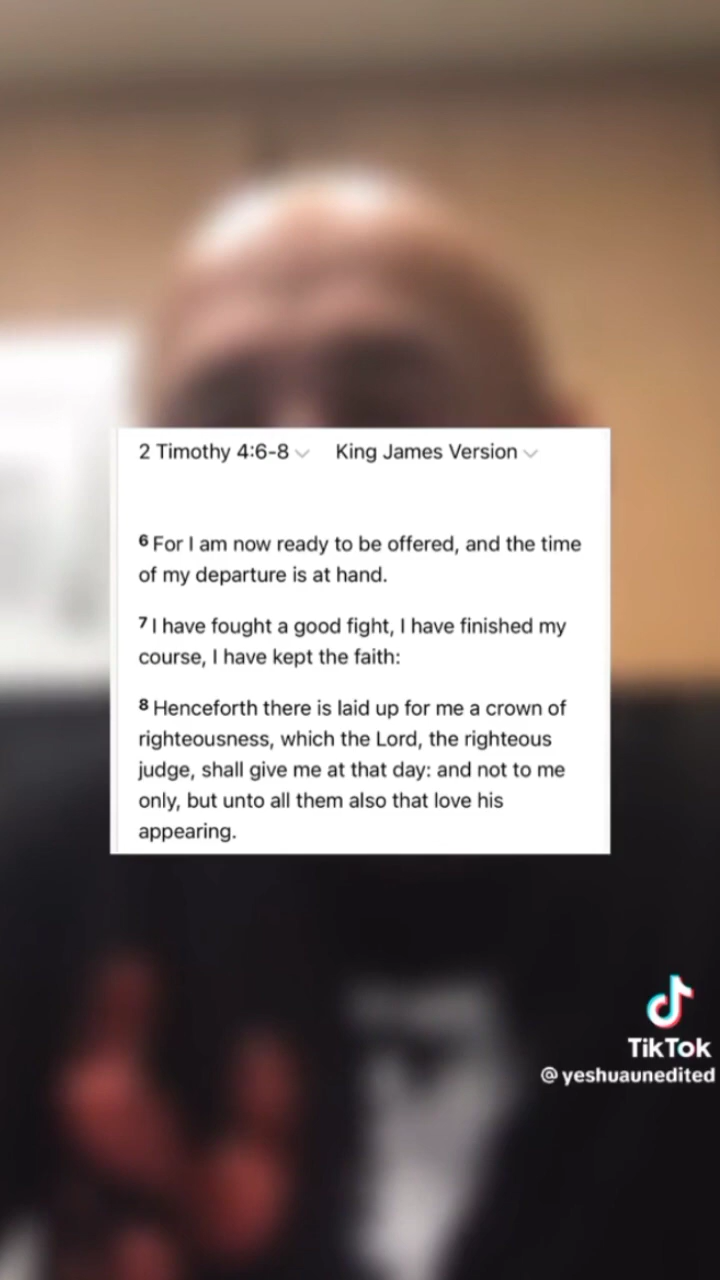 2 Timothy 4:6-8 King James Version
6 For I am now ready to be offered, and the time
of my departure is at hand.
7 I have fought a good fight, I have finished my
course, I have kept the faith:
8 Henceforth there is laid up for me a crown of
righteousness, which the Lord, the righteous
judge, shall give me at that day: and not to me
only, but unto all them also that love his
appearing.
TikTok
@yeshuaunedited